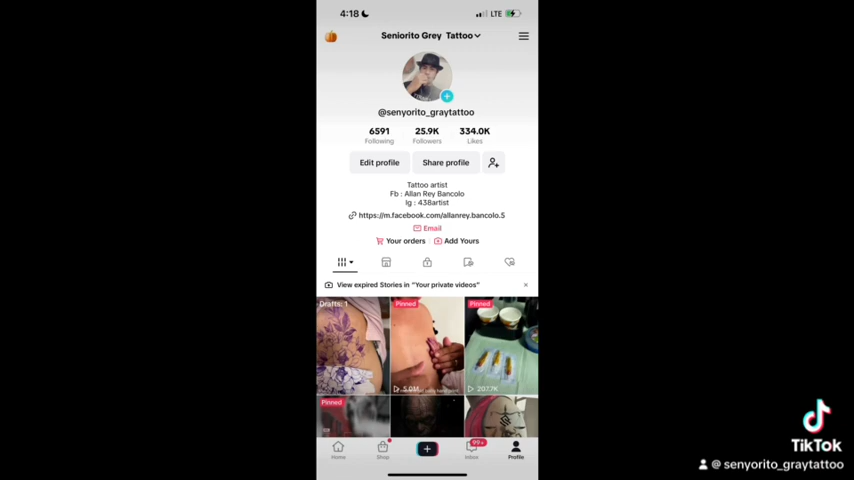 4:18
LTE
Seniorito Grey Tattoo
@senyorito_graytattoo
6591
25.9K
334.0K
Following
Followers
Likes
Edit profile
Share profile
Tattoo artist
Fb : Allan Rey Bancolo
Ig : 438artist
https://m.facebook.com/allanrey.bancolo.5
Email
Your orders
Add Yours
View expired Stories in "Your private videos"
Drafts: 1
Pinned
Pinned
5.0M
207.7K
Pinned
99+
Home
Shop
Inbox
Profile
TikTok
@ senyorito_graytattoo